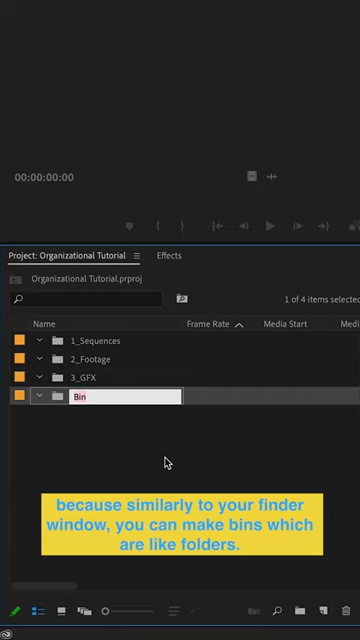 00:00:00:00
Project: Organizational Tutorial
Effects
Organizational Tutorial.prproj
1 of 4 items selected
Name
Frame Rate
Media Start
Medi
1_Sequences
2_Footage
3_GFX
Bin
because similarly to your finder
window, you can make bins which
are like folders.